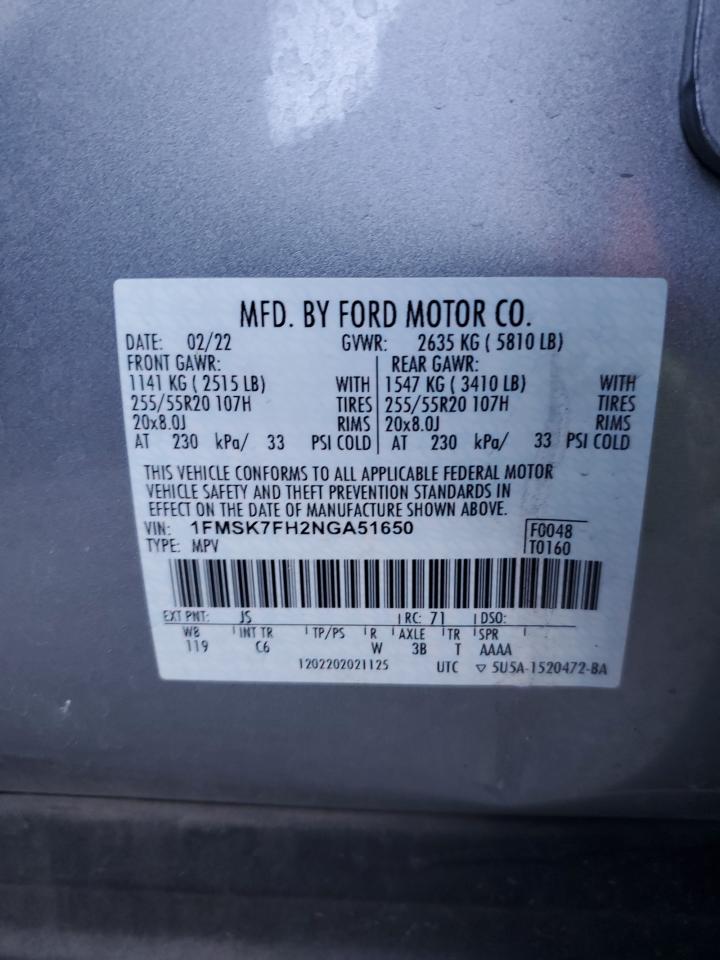 MFD. BY FORD MOTOR CO.
DATE: 02/22 GVWR: 2635 KG ( 5810 LB)
FRONT GAWR: REAR GAWR:
1141 KG ( 2515 LB) WITH 1547 KG ( 3410 LB) WITH
255/55R20 107H TIRES 255/55R20 107H TIRES
20x8.0J RIMS 20x8.0J RIMS
AT 230 kPa/ 33 PSI COLD AT 230 kPa/ 33 PSI COLD
THIS VEHICLE CONFORMS TO ALL APPLICABLE FEDERAL MOTOR
VEHICLE SAFETY AND THEFT PREVENTION STANDARDS IN
EFFECT ON THE DATE OF MANUFACTURE SHOWN ABOVE.
VIN: 1FMSK7FH2NGA51650 F0048
TYPE: MPV T0160
EXT PNT: JS RC: 71 DSO:
WB INT TR TP/PS R AXLE TR SPR
119 C6 W 3B T AAAA
1202202021125 UTC ▽ 5U5A-1520472-BA